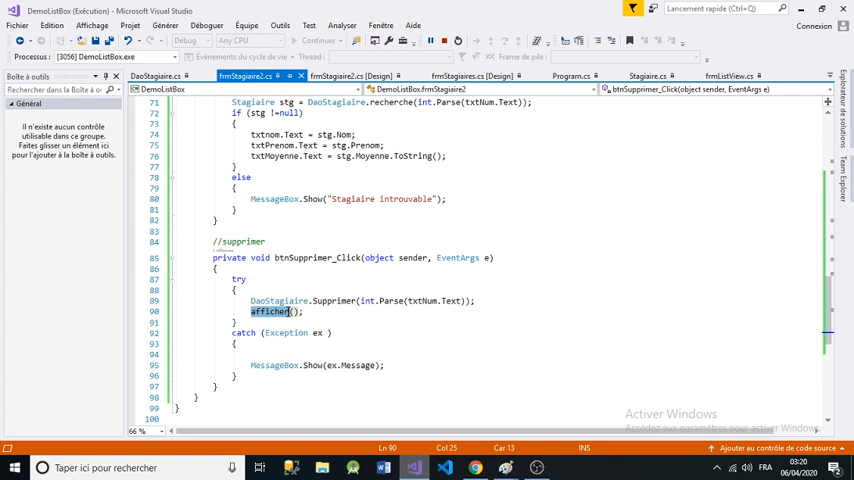 DemoListBox (Exécution) - Microsoft Visual Studio
Lancement rapide (Ctrl+Q)
Fichier Edition Affichage Projet Générer Déboguer Équipe Outils Test Analyser Fenêtre Aide
Connexion
Debug Any CPU Continuer
Processus : [3056] DemoListBox.exe Événements du cycle de vie Thread : Frame de pile :
Boîte à outils
Rechercher dans la Boîte à ou
Général
Il n'existe aucun contrôle
utilisable dans ce groupe.
Faites glisser un élément ici
pour l'ajouter à la boîte à
outils.
DaoStagiaire.cs frmStagiaire2.cs frmStagiaire2.cs [Design] frmStagiaires.cs [Design] Program.cs Stagiaire.cs frmListView.cs
DemoListBox DemoListBox.frmStagiaire2 btnSupprimer_Click(object sender, EventArgs e)
71 Stagiaire stg = DaoStagiaire.recherche(int.Parse(txtNum.Text));
72 if (stg !=null)
73 {
74 txtnom.Text = stg.Nom;
75 txtPrenom.Text = stg.Prenom;
76 txtMoyenne.Text = stg.Moyenne.ToString();
77 }
78 else
79 {
80 MessageBox.Show("Stagiaire introuvable");
81 }
82 }
83
84 //supprimer
85 private void btnSupprimer_Click(object sender, EventArgs e)
86 {
87 try
88 {
89 DaoStagiaire.Supprimer(int.Parse(txtNum.Text));
90 afficher();
91 }
92 catch (Exception ex )
93 {
94
95 MessageBox.Show(ex.Message);
96 }
97 }
98 }
99 }
100
66 %
Explorateur de solutions
Team Explorer
Activer Windows
Accédez aux paramètres pour activer Windows.
Prêt Ln 90 Col 25 Car 13 INS Ajouter au contrôle de code source
Taper ici pour rechercher
FRA
03:20
06/04/2020
2